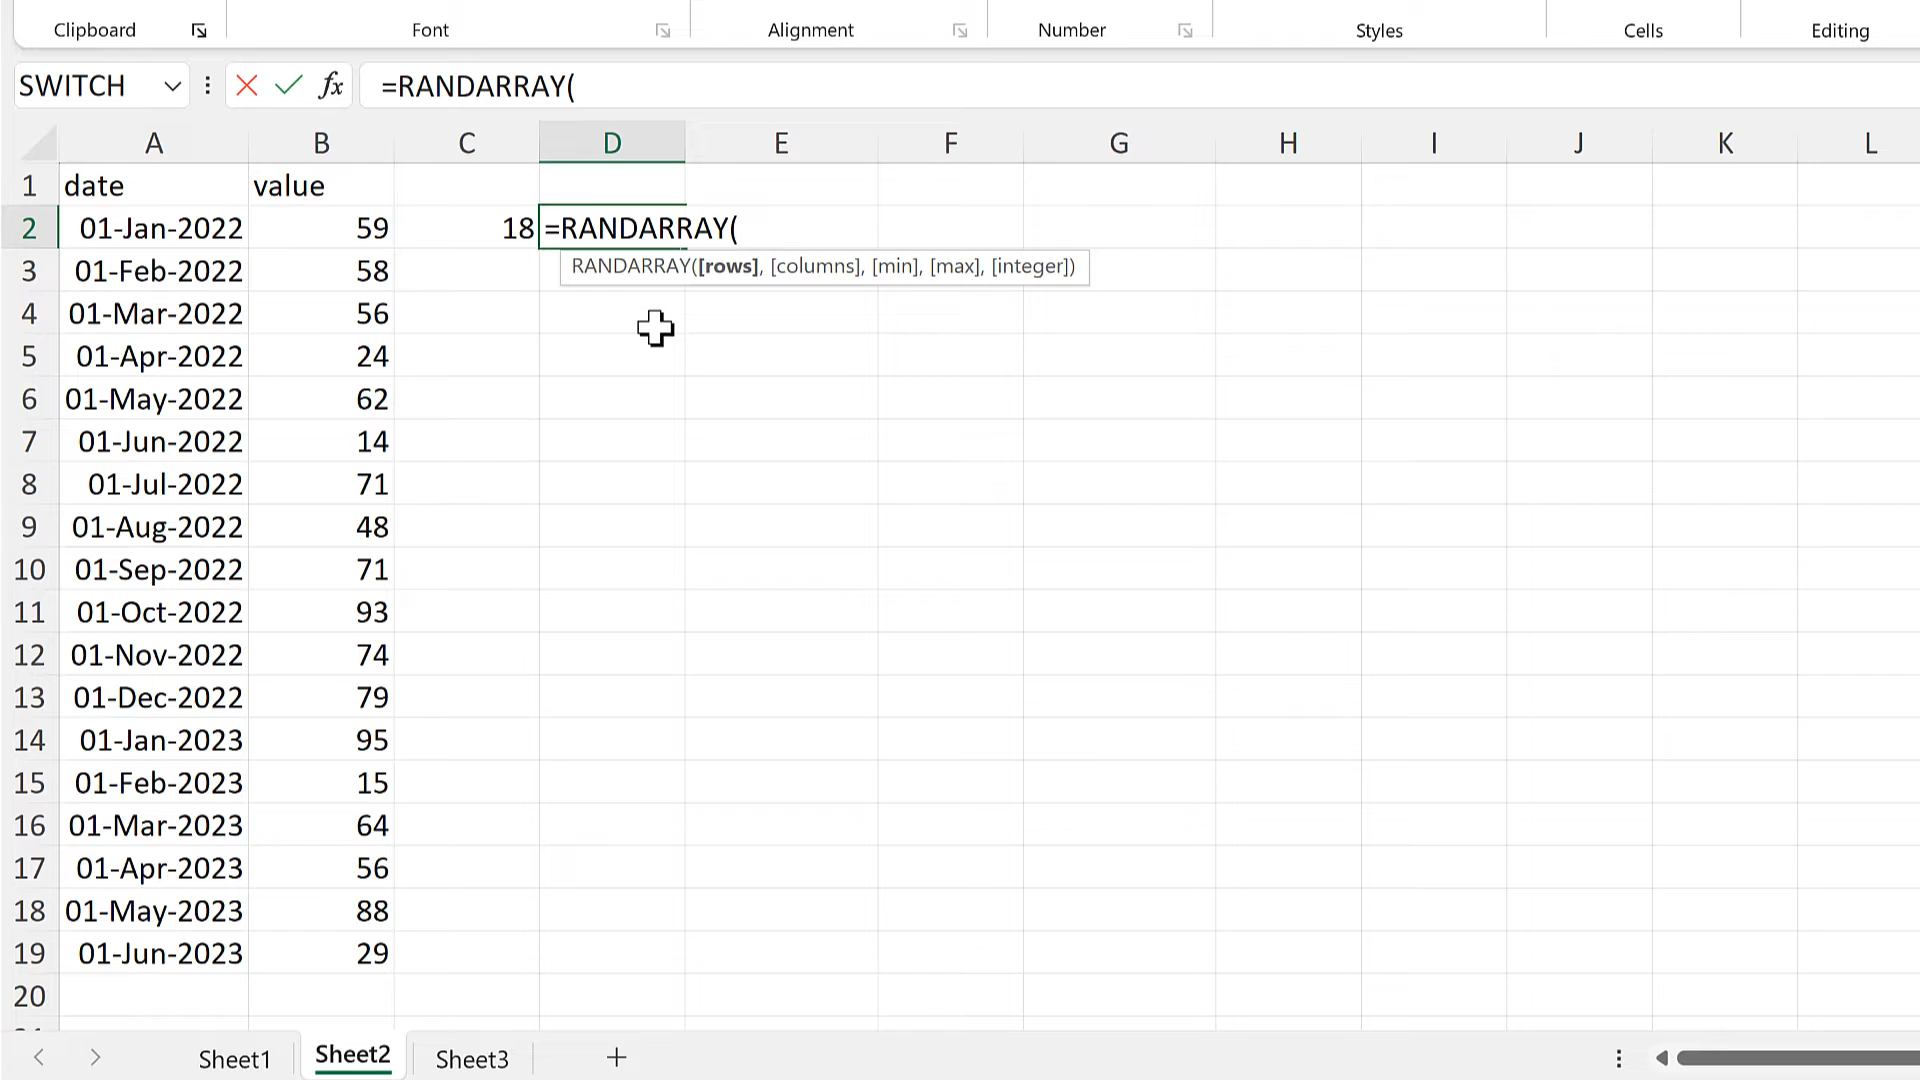 Clipboard Font Alignment Number Styles Cells Editing
SWITCH fx =RANDARRAY(
A B C D E F G H I J K L
1 date value
2 01-Jan-2022 59 18 =RANDARRAY(
RANDARRAY([rows], [columns], [min], [max], [integer])
3 01-Feb-2022 58
4 01-Mar-2022 56
5 01-Apr-2022 24
6 01-May-2022 62
7 01-Jun-2022 14
8 01-Jul-2022 71
9 01-Aug-2022 48
10 01-Sep-2022 71
11 01-Oct-2022 93
12 01-Nov-2022 74
13 01-Dec-2022 79
14 01-Jan-2023 95
15 01-Feb-2023 15
16 01-Mar-2023 64
17 01-Apr-2023 56
18 01-May-2023 88
19 01-Jun-2023 29
20
Sheet1 Sheet2 Sheet3 +